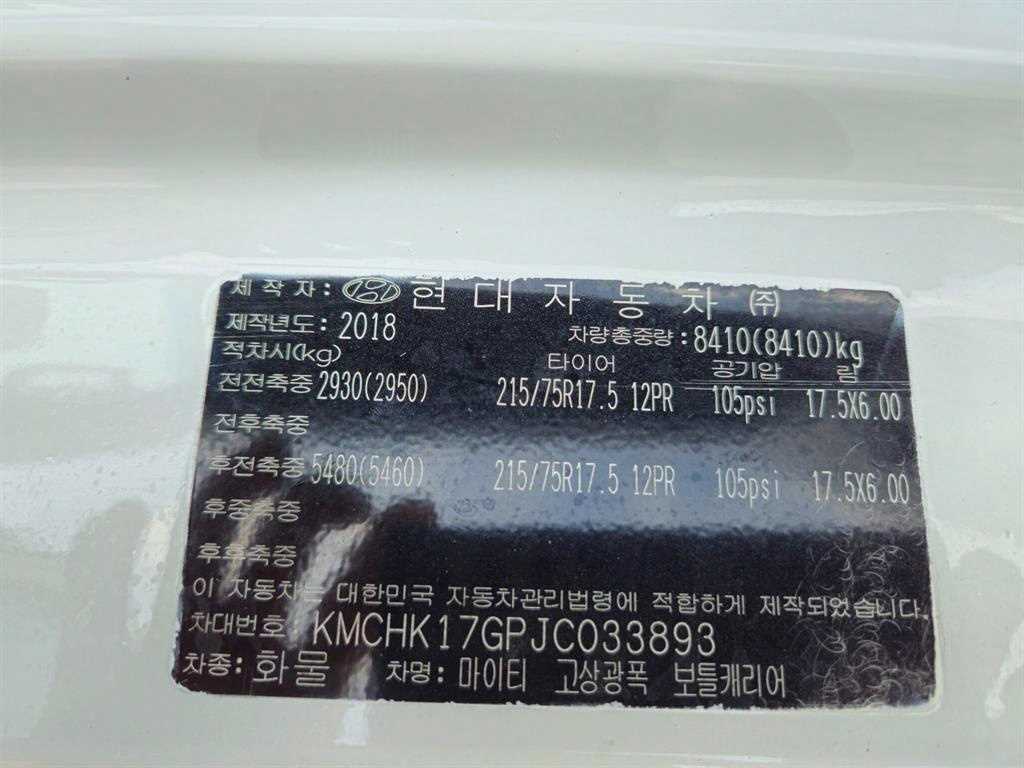 제작자: 현대자동차 ㈜
제작년도: 2018 차량총중량: 8410(8410)kg
적차시(kg) 타이어 공기압 림
전전축중 2930(2950) 215/75R17.5 12PR 105psi 17.5X6.00
전후축중
후전축중 5480(5460) 215/75R17.5 12PR 105psi 17.5X6.00
후중축중
후후축중
이 자동차는 대한민국 자동차관리법령에 적합하게 제작되었습니다.
차대번호: KMCHK17GPJC033893
차종: 화물 차명: 마이티 고상광폭 보틀캐리어